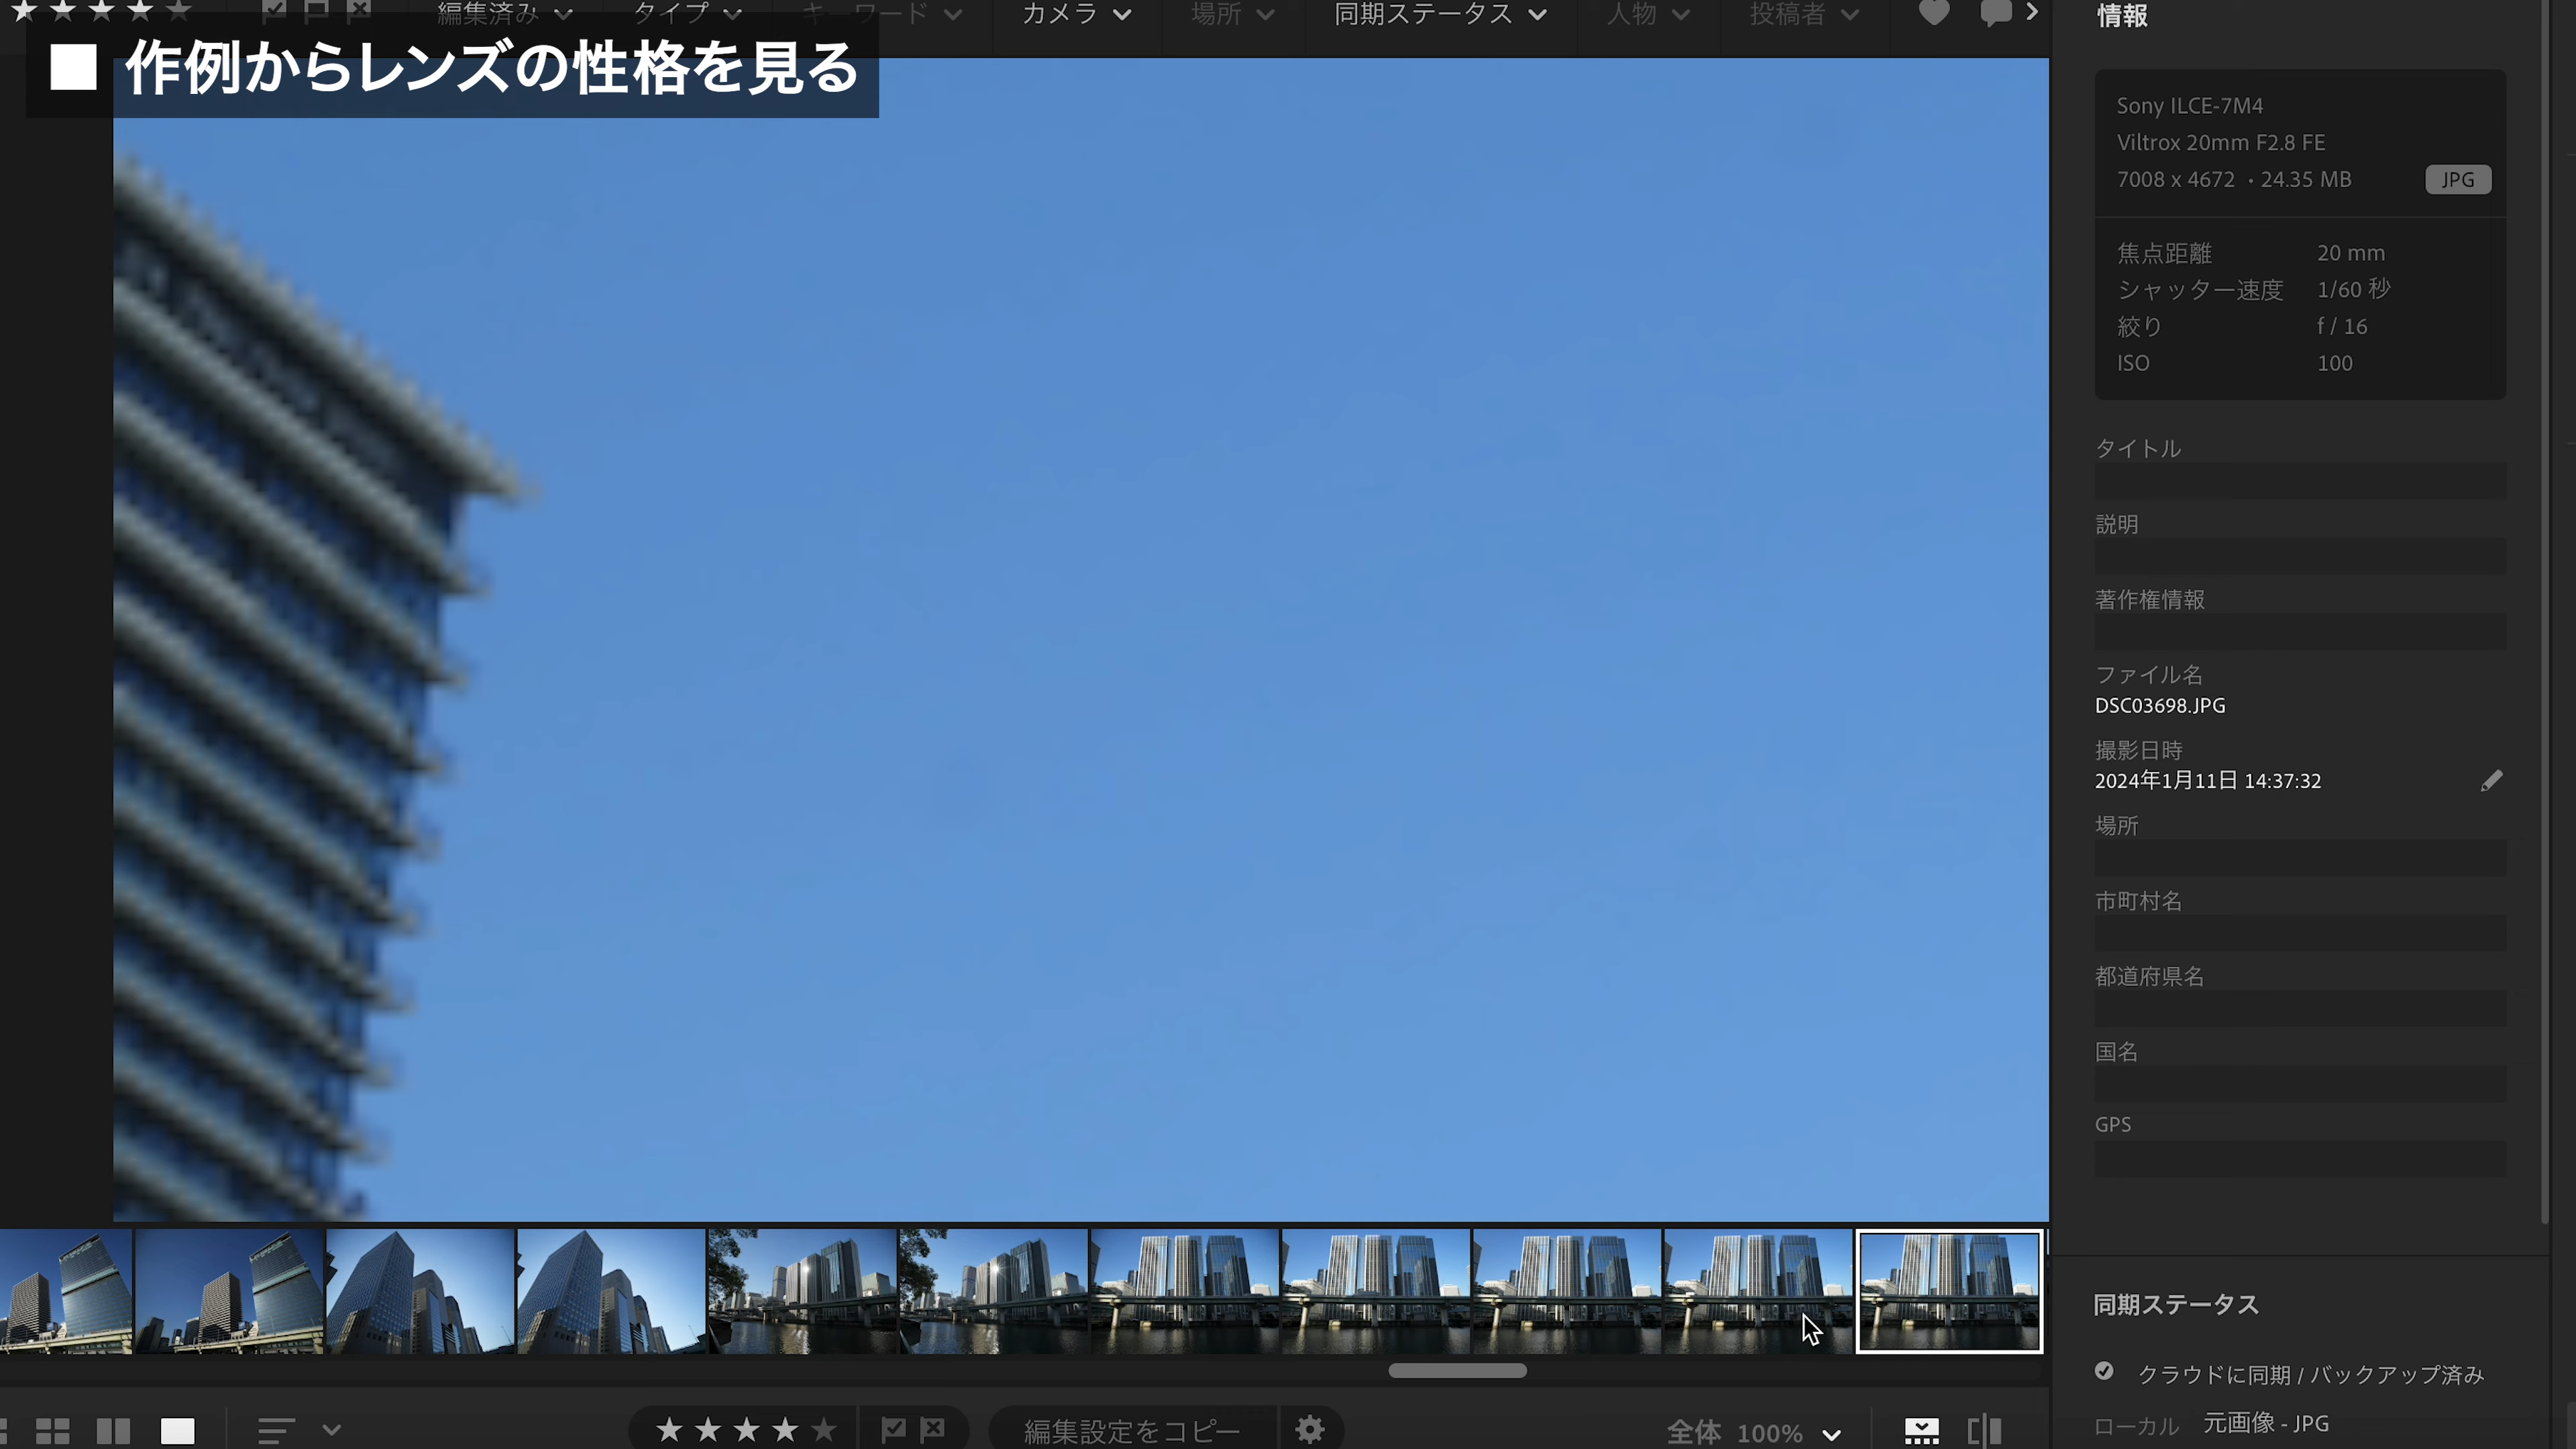 編集済み
タイプ
キーワード
カメラ
場所
同期ステータス
人物
投稿者
■ 作例からレンズの性格を見る
情報
Sony ILCE-7M4
Viltrox 20mm F2.8 FE
7008 x 4672 ・24.35 MB
JPG
焦点距離 20 mm
シャッター速度 1/60 秒
絞り f / 16
ISO 100
タイトル
説明
著作権情報
ファイル名
DSC03698.JPG
撮影日時
2024年1月11日 14:37:32
場所
市町村名
都道府県名
国名
GPS
同期ステータス
クラウドに同期 / バックアップ済み
ローカル 元画像 - JPG
編集設定をコピー
全体 100%